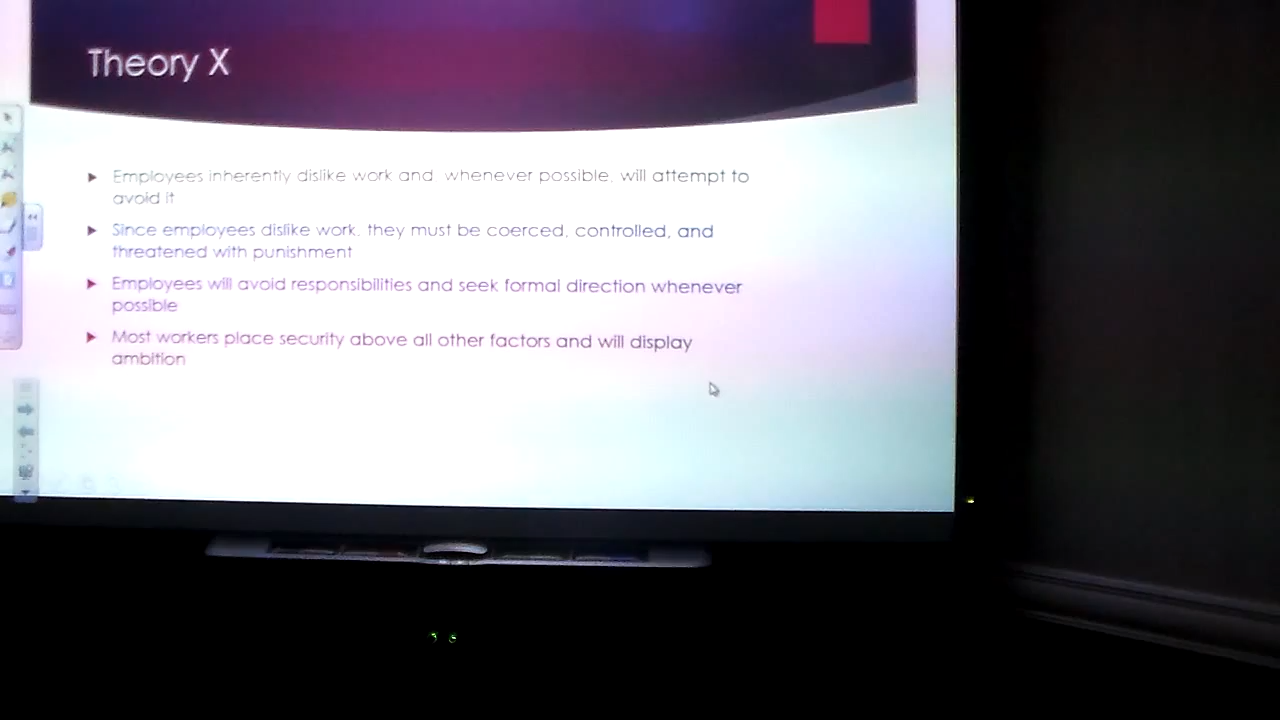 Theory X
Employees inherently dislike work and whenever possible, will attempt to
avoid it
Since employees dislike work, they must be coerced, controlled, and
threatened with punishment
Employees will avoid responsibilities and seek formal direction whenever
possible
Most workers place security above all other factors and will display
ambition